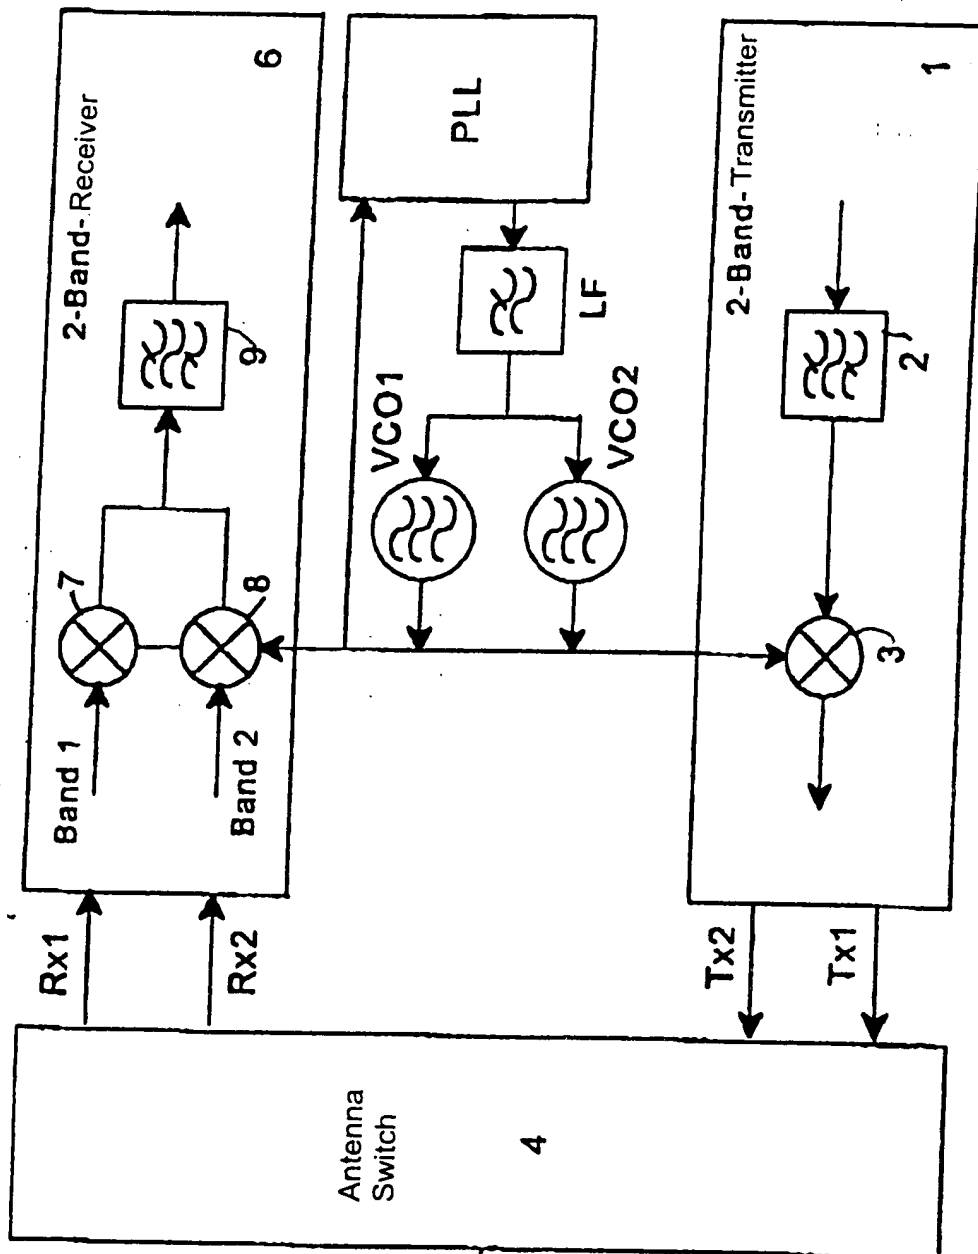 2-Band-Receiver
6
7
8
9
Band 1
Band 2
Rx1
Rx2
PLL
LF
VCO1
VCO2
2-Band-Transmitter
1
2
3
Tx2
Tx1
Antenna
Switch
4